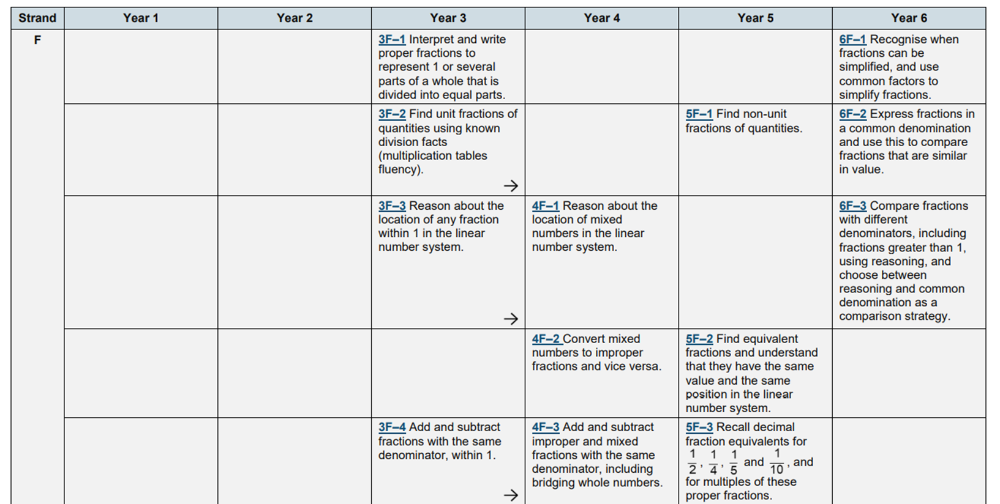 Strand Year 1 Year 2 Year 3 Year 4 Year 5 Year 6
F
3F–1 Interpret and write
proper fractions to
represent 1 or several
parts of a whole that is
divided into equal parts.
6F–1 Recognise when
fractions can be
simplified, and use
common factors to
simplify fractions.
3F–2 Find unit fractions of
quantities using known
division facts
(multiplication tables
fluency).
→
5F–1 Find non-unit
fractions of quantities.
6F–2 Express fractions in
a common denomination
and use this to compare
fractions that are similar
in value.
3F–3 Reason about the
location of any fraction
within 1 in the linear
number system.
→
4F–1 Reason about the
location of mixed
numbers in the linear
number system.
6F–3 Compare fractions
with different
denominators, including
fractions greater than 1,
using reasoning, and
choose between
reasoning and common
denomination as a
comparison strategy.
4F–2 Convert mixed
numbers to improper
fractions and vice versa.
5F–2 Find equivalent
fractions and understand
that they have the same
value and the same
position in the linear
number system.
3F–4 Add and subtract
fractions with the same
denominator, within 1.
→
4F–3 Add and subtract
improper and mixed
fractions with the same
denominator, including
bridging whole numbers.
5F–3 Recall decimal
fraction equivalents for
1/2, 1/4, 1/5 and 1/10, and
for multiples of these
proper fractions.